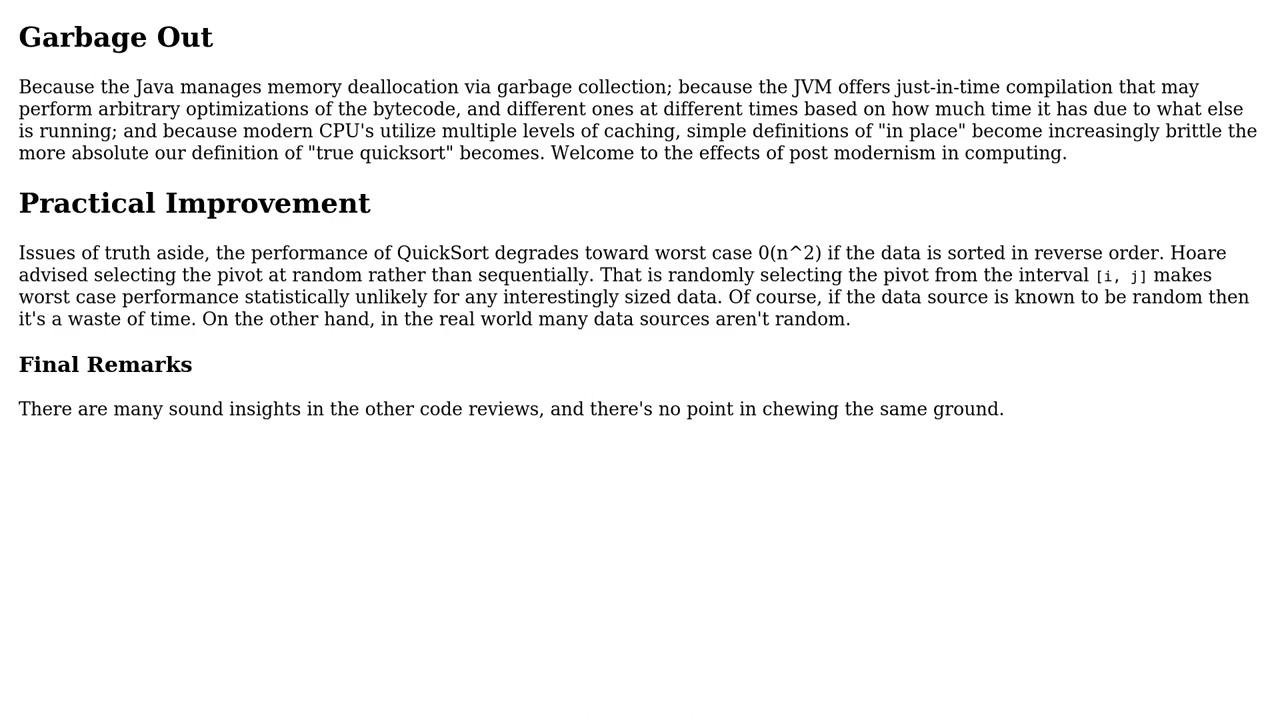 Garbage Out
Because the Java manages memory deallocation via garbage collection; because the JVM offers just-in-time compilation that may
perform arbitrary optimizations of the bytecode, and different ones at different times based on how much time it has due to what else
is running; and because modern CPU's utilize multiple levels of caching, simple definitions of "in place" become increasingly brittle the
more absolute our definition of "true quicksort" becomes. Welcome to the effects of post modernism in computing.
Practical Improvement
Issues of truth aside, the performance of QuickSort degrades toward worst case 0(n^2) if the data is sorted in reverse order. Hoare
advised selecting the pivot at random rather than sequentially. That is randomly selecting the pivot from the interval [i, j] makes
worst case performance statistically unlikely for any interestingly sized data. Of course, if the data source is known to be random then
it's a waste of time. On the other hand, in the real world many data sources aren't random.
Final Remarks
There are many sound insights in the other code reviews, and there's no point in chewing the same ground.